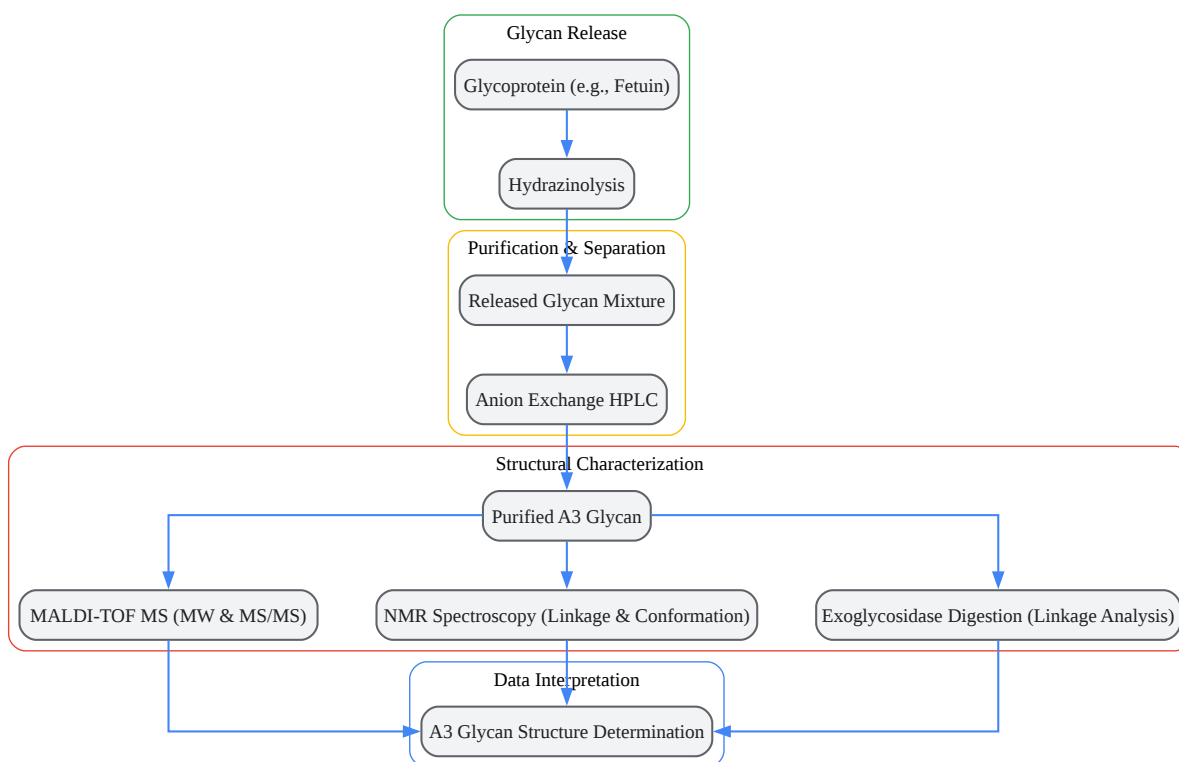 Glycan Release
Glycoprotein (e.g., Fetuin)
Hydrazinolysis
Purification & Separation
Released Glycan Mixture
Anion Exchange HPLC
Structural Characterization
Purified A3 Glycan
MALDI-TOF MS (MW & MS/MS)
NMR Spectroscopy (Linkage & Conformation)
Exoglycosidase Digestion (Linkage Analysis)
Data Interpretation
A3 Glycan Structure Determination